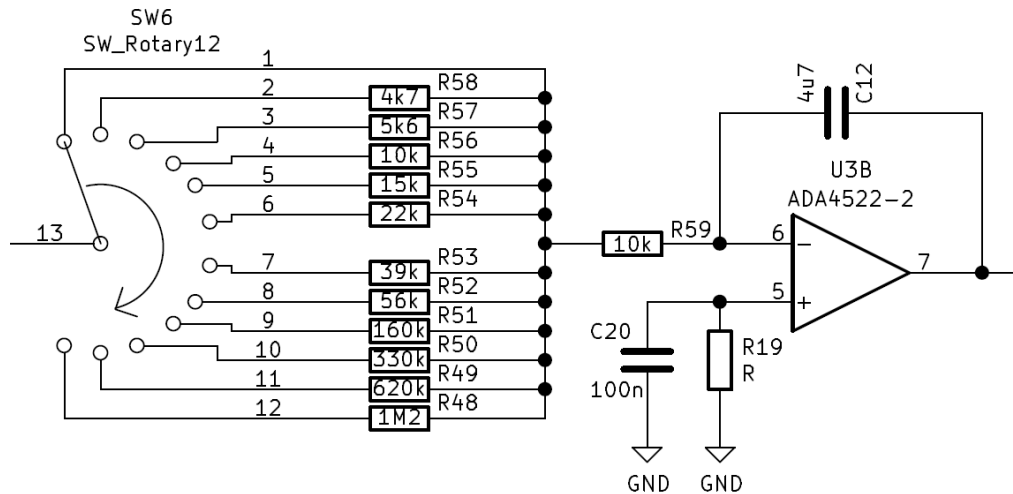 SW6
SW_Rotary12
1
2
4k7
R58
3
5k6
R57
4
10k
R56
5
15k
R55
6
22k
R54
13
7
39k
R53
8
56k
R52
9
160k
R51
10
330k
R50
11
620k
R49
12
1M2
R48
10k
R59
4u7
C12
U3B
ADA4522-2
6
−
5
+
7
C20
100n
R19
R
GND
GND